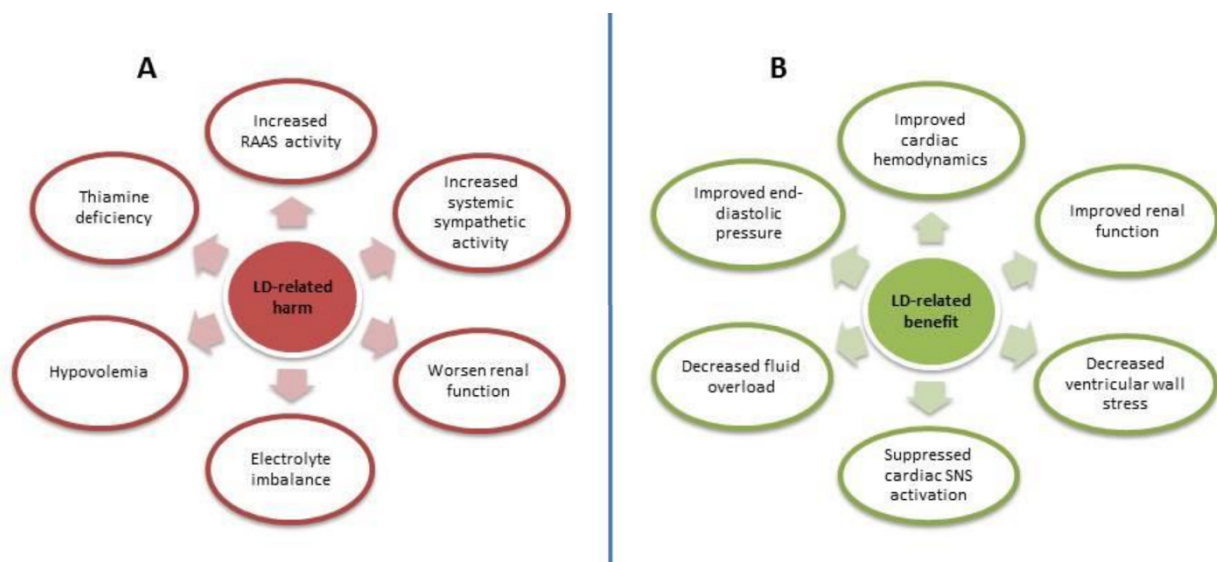 A
Increased
RAAS activity
Thiamine
deficiency
Increased
systemic
sympathetic
activity
LD-related
harm
Hypovolemia
Worsen renal
function
Electrolyte
imbalance
B
Improved
cardiac
hemodynamics
Improved end-
diastolic
pressure
Improved renal
function
LD-related
benefit
Decreased fluid
overload
Decreased
ventricular wall
stress
Suppressed
cardiac SNS
activation